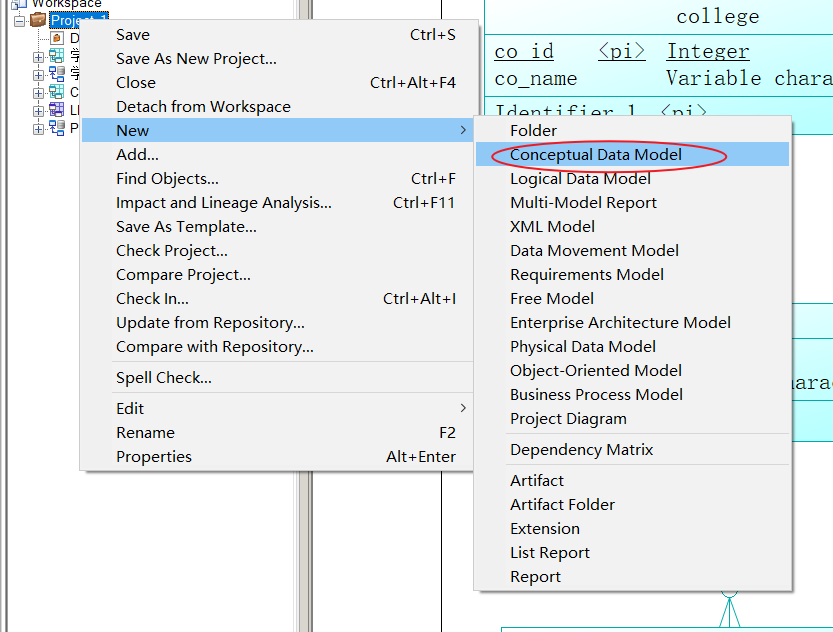 Workspace
Project_1
college
co_id <pi> Integer
co_name Variable chara
Identifier_1 <pi>
D
学
学
C
P
Save Ctrl+S
Save As New Project...
Close Ctrl+Alt+F4
Detach from Workspace
New
Add...
Find Objects... Ctrl+F
Impact and Lineage Analysis... Ctrl+F11
Save As Template...
Check Project...
Compare Project...
Check In... Ctrl+Alt+I
Update from Repository...
Compare with Repository...
Spell Check...
Edit
Rename F2
Properties Alt+Enter
Folder
Conceptual Data Model
Logical Data Model
Multi-Model Report
XML Model
Data Movement Model
Requirements Model
Free Model
Enterprise Architecture Model
Physical Data Model
Object-Oriented Model
Business Process Model
Project Diagram
Dependency Matrix
Artifact
Artifact Folder
Extension
List Report
Report
harac